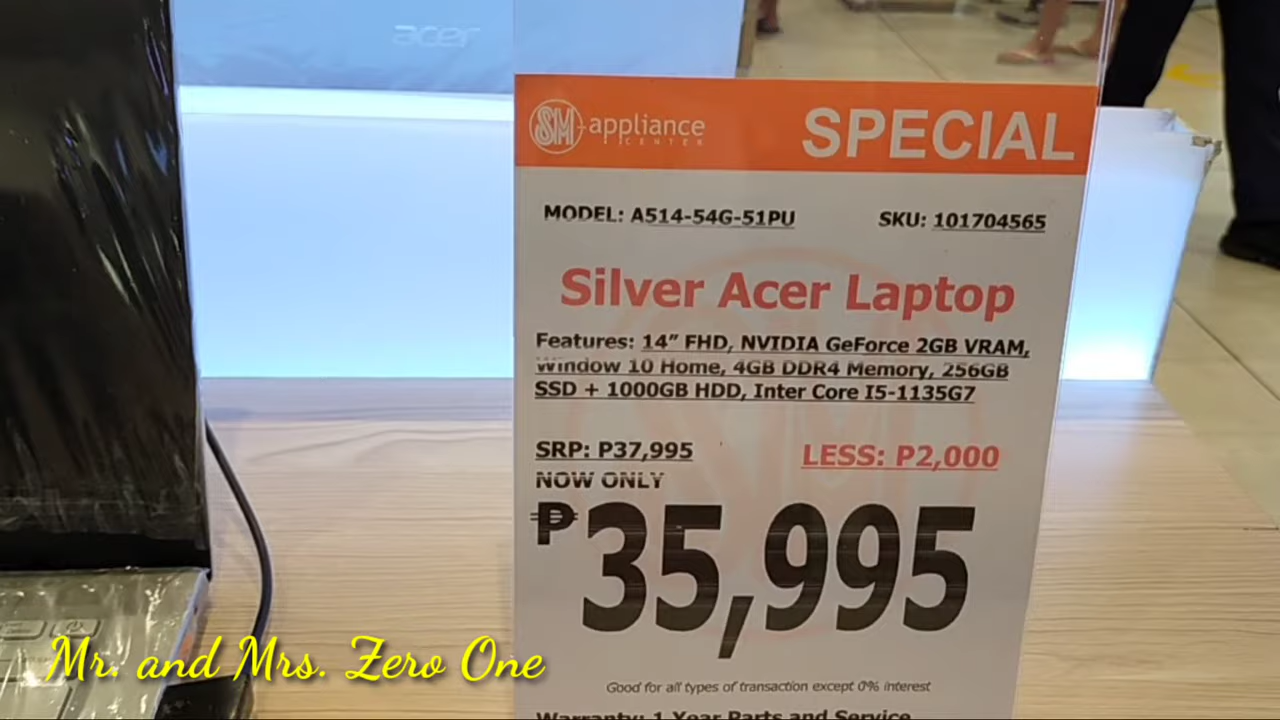 acer
SM appliance
CENTER
SPECIAL
MODEL: A514-54G-51PU
SKU: 101704565
Silver Acer Laptop
Features: 14” FHD, NVIDIA GeForce 2GB VRAM,
Window 10 Home, 4GB DDR4 Memory, 256GB
SSD + 1000GB HDD, Inter Core I5-1135G7
SRP: P37,995
LESS: P2,000
NOW ONLY
₱35,995
Good for all types of transaction except 0% interest
Warranty: 1 Year Parts and Service
Mr. and Mrs. Zero One